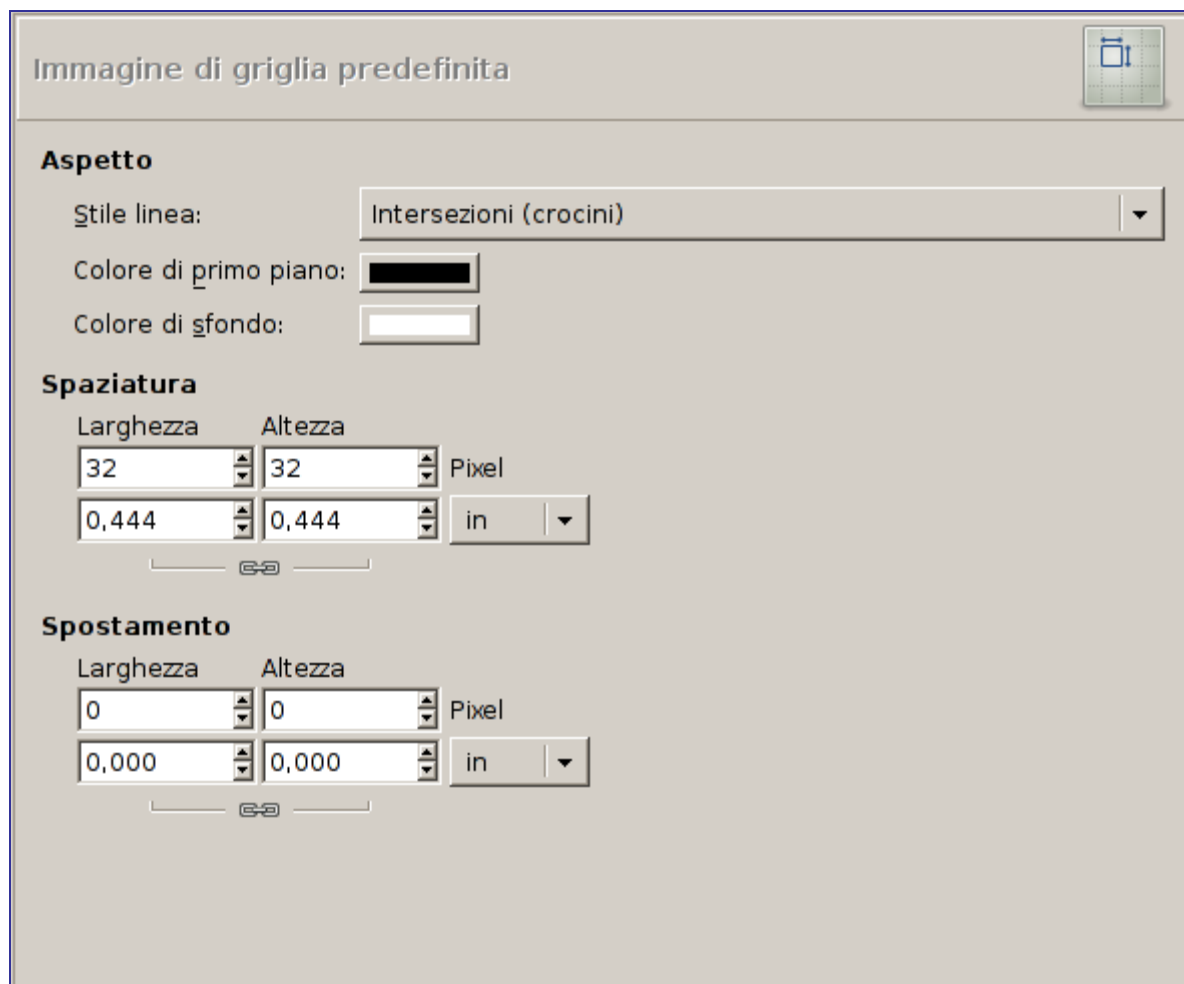 Immagine di griglia predefinita
Aspetto
Stile linea: Intersezioni (crocini)
Colore di primo piano:
Colore di sfondo:
Spaziatura
Larghezza Altezza
32 32 Pixel
0,444 0,444 in
Spostamento
Larghezza Altezza
0 0 Pixel
0,000 0,000 in